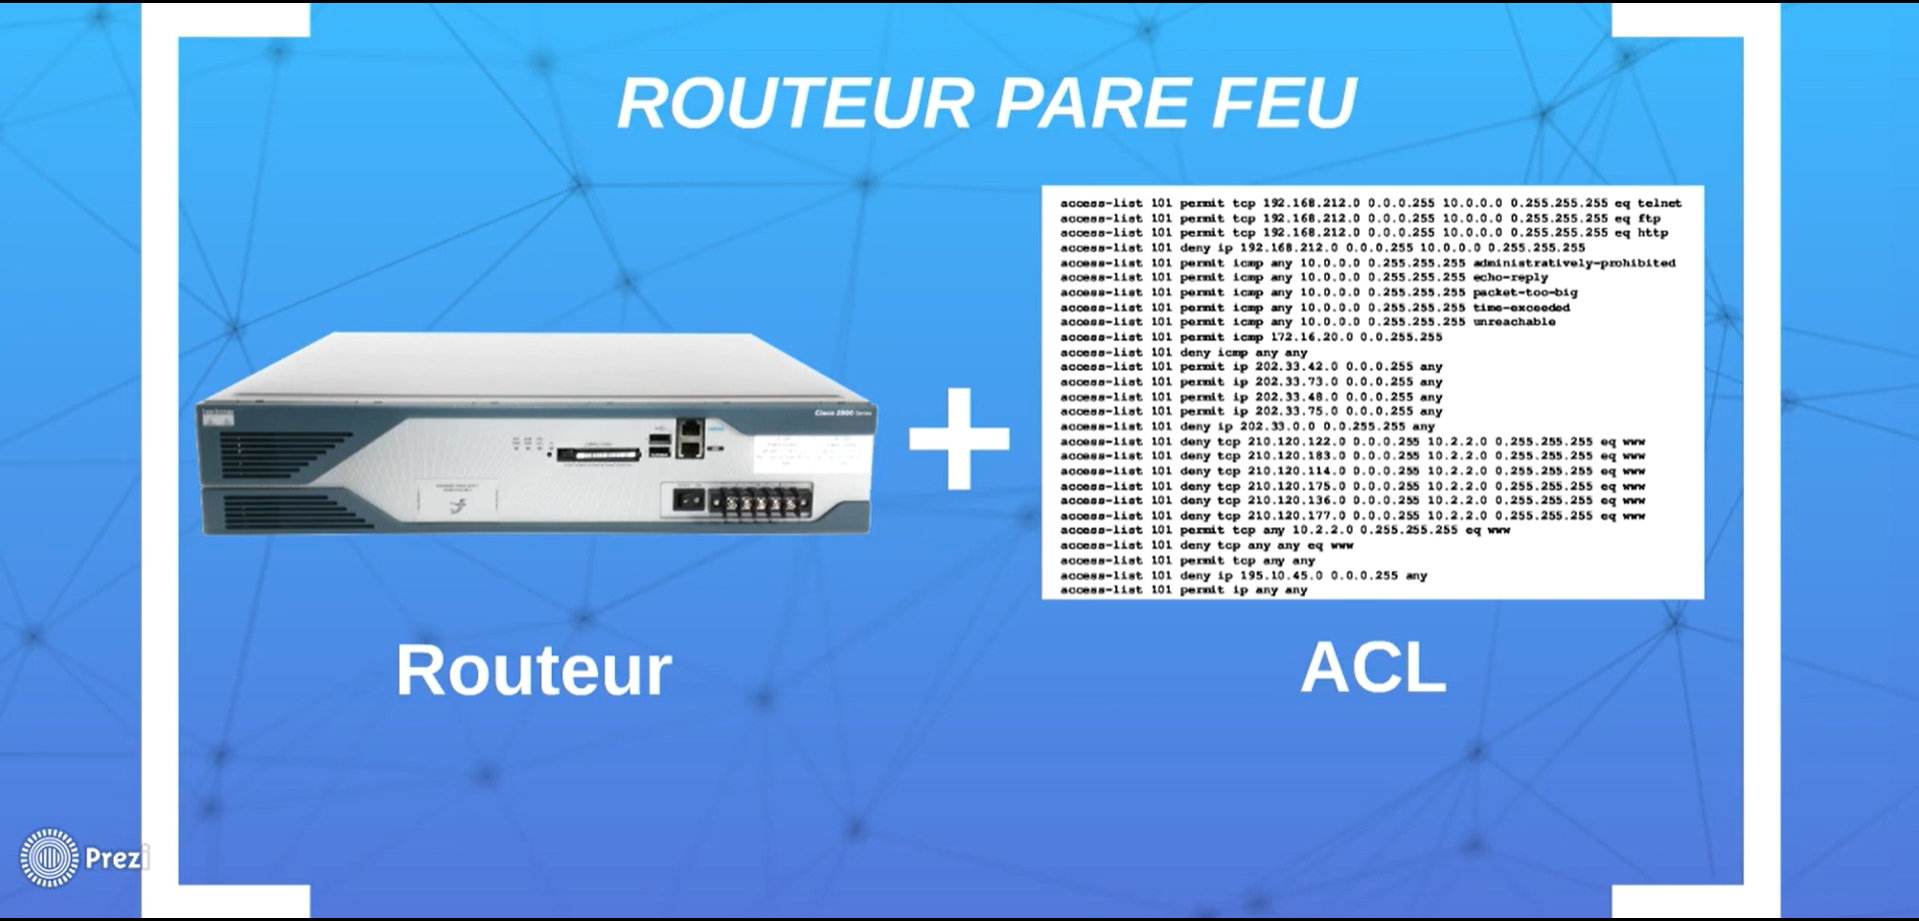 ROUTEUR PARE FEU
access-list 101 permit tcp 192.168.212.0 0.0.0.255 10.0.0.0 0.255.255.255 eq telnet
access-list 101 permit tcp 192.168.212.0 0.0.0.255 10.0.0.0 0.255.255.255 eq ftp
access-list 101 permit tcp 192.168.212.0 0.0.0.255 10.0.0.0 0.255.255.255 eq http
access-list 101 deny ip 192.168.212.0 0.0.0.255 10.0.0.0 0.255.255.255
access-list 101 permit icmp any 10.0.0.0 0.255.255.255 administratively-prohibited
access-list 101 permit icmp any 10.0.0.0 0.255.255.255 echo-reply
access-list 101 permit icmp any 10.0.0.0 0.255.255.255 packet-too-big
access-list 101 permit icmp any 10.0.0.0 0.255.255.255 time-exceeded
access-list 101 permit icmp any 10.0.0.0 0.255.255.255 unreachable
access-list 101 permit icmp 172.16.20.0 0.0.255.255
access-list 101 deny icmp any any
access-list 101 permit ip 202.33.42.0 0.0.0.255 any
access-list 101 permit ip 202.33.73.0 0.0.0.255 any
access-list 101 permit ip 202.33.48.0 0.0.0.255 any
access-list 101 permit ip 202.33.75.0 0.0.0.255 any
access-list 101 deny ip 202.33.0.0 0.0.255.255 any
access-list 101 deny tcp 210.120.122.0 0.0.0.255 10.2.2.0 0.255.255.255 eq www
access-list 101 deny tcp 210.120.183.0 0.0.0.255 10.2.2.0 0.255.255.255 eq www
access-list 101 deny tcp 210.120.114.0 0.0.0.255 10.2.2.0 0.255.255.255 eq www
access-list 101 deny tcp 210.120.175.0 0.0.0.255 10.2.2.0 0.255.255.255 eq www
access-list 101 deny tcp 210.120.136.0 0.0.0.255 10.2.2.0 0.255.255.255 eq www
access-list 101 deny tcp 210.120.177.0 0.0.0.255 10.2.2.0 0.255.255.255 eq www
access-list 101 permit tcp any 10.2.2.0 0.255.255.255 eq www
access-list 101 deny tcp any any eq www
access-list 101 permit tcp any any
access-list 101 deny ip 195.10.45.0 0.0.0.255 any
access-list 101 permit ip any any
Cisco 2800 Series
Routeur
ACL
Prezi